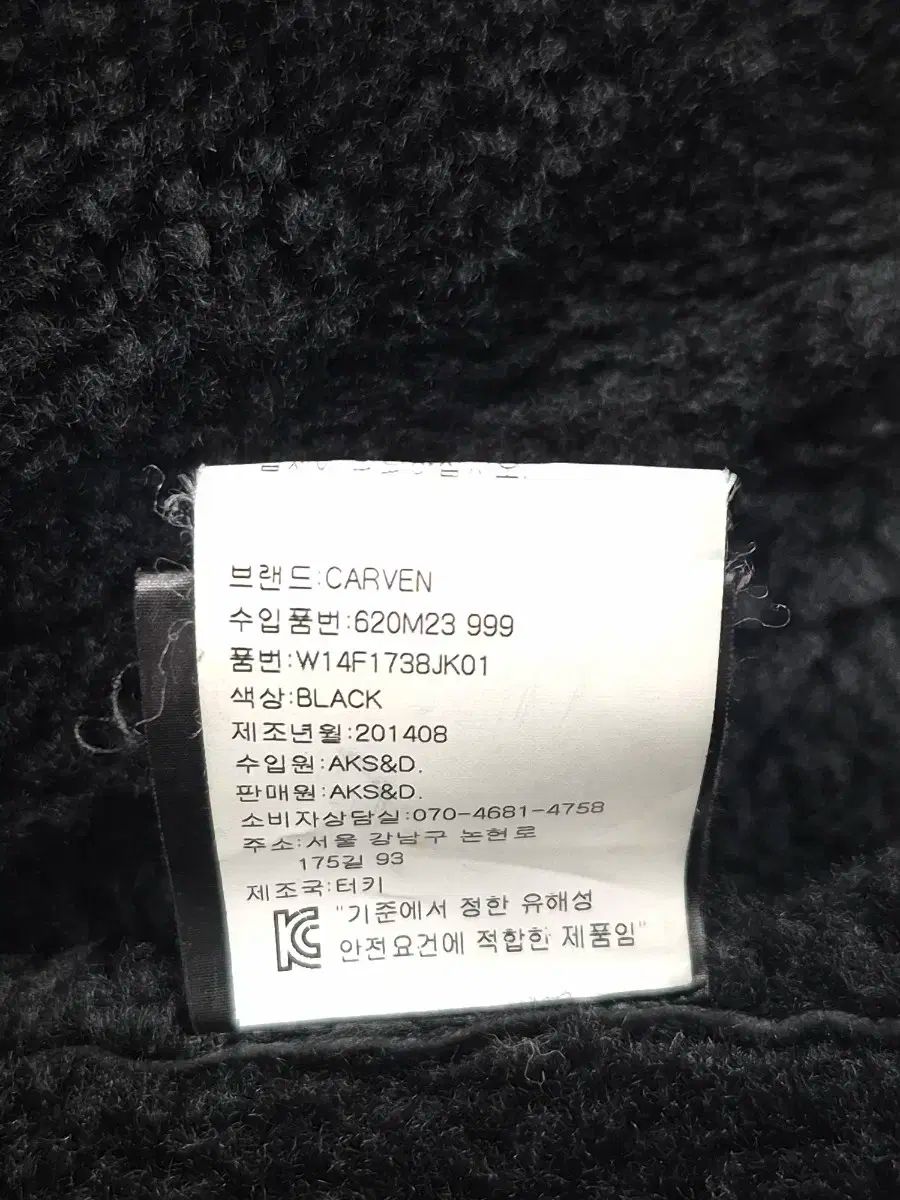 브랜드:CARVEN
수입품번:620M23 999
품번:W14F1738JK01
색상:BLACK
제조년월:201408
수입원:AKS&D.
판매원:AKS&D.
소비자상담실:070-4681-4758
주소:서울 강남구 논현로
175길 93
제조국:터키
KC "기준에서 정한 유해성
안전요건에 적합한 제품임"